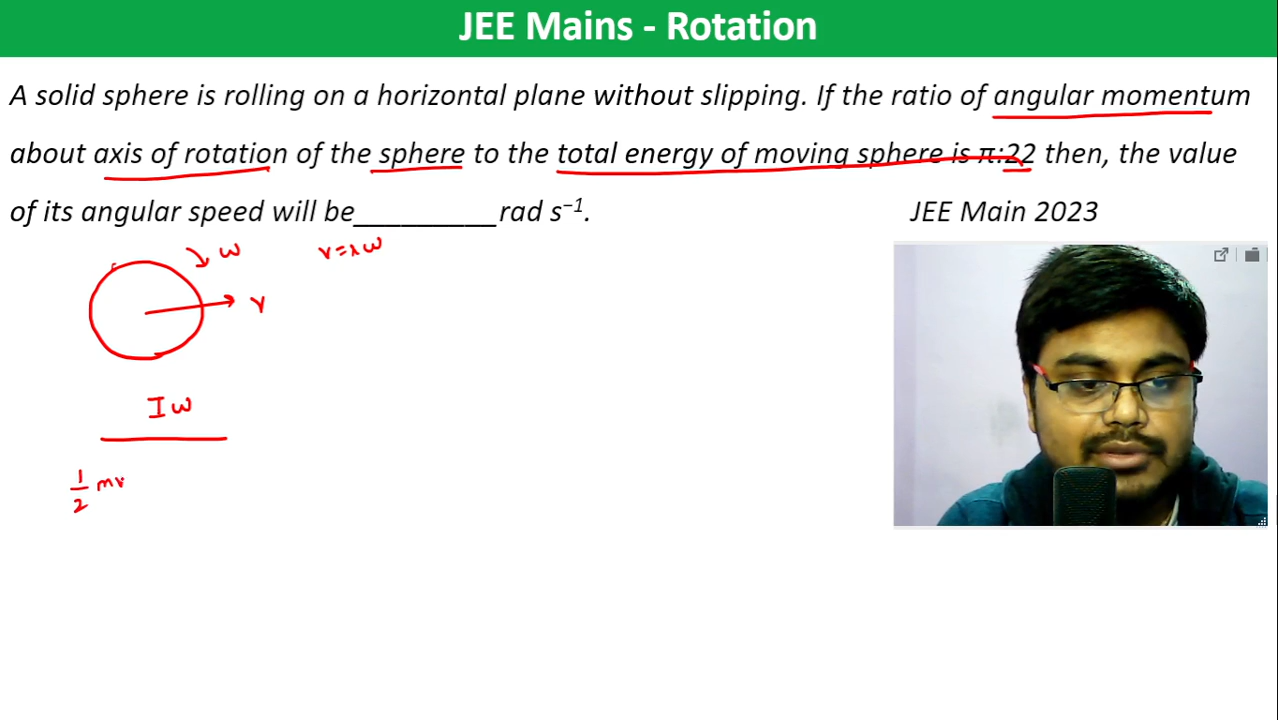 JEE Mains - Rotation
A solid sphere is rolling on a horizontal plane without slipping. If the ratio of angular momentum
about axis of rotation of the sphere to the total energy of moving sphere is π:22 then, the value
of its angular speed will be_________rad s⁻¹. JEE Main 2023
ω v=rω
v
Iω
1/2 mv